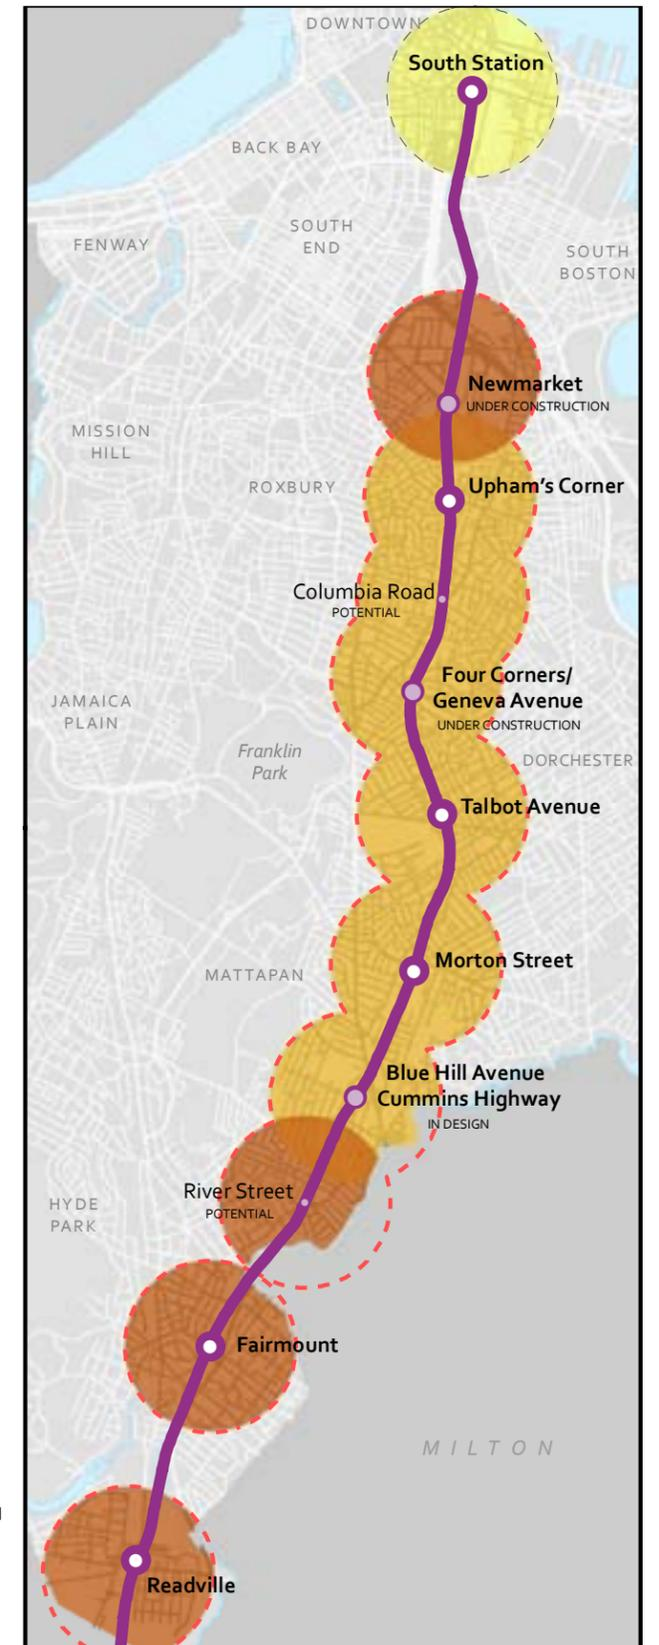 DOWNTOWN
South Station
BACK BAY
SOUTH
END
FENWAY
SOUTH
BOSTON
Newmarket
UNDER CONSTRUCTION
MISSION
HILL
ROXBURY
Upham's Corner
Columbia Road
POTENTIAL
Four Corners/
Geneva Avenue
UNDER CONSTRUCTION
JAMAICA
PLAIN
Franklin
Park
DORCHESTER
Talbot Avenue
Morton Street
MATTAPAN
Blue Hill Avenue
Cummins Highway
IN DESIGN
River Street
POTENTIAL
HYDE
PARK
Fairmount
MILTON
Readville